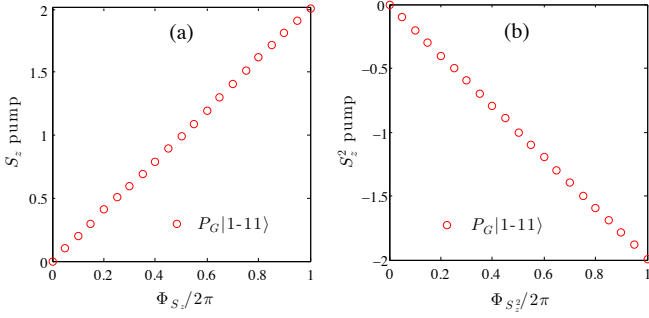 (a)
S_z pump
2
1.5
1
0.5
0
P_G|1-11⟩
0 0.2 0.4 0.6 0.8 1
Φ_{S_z}/2π
(b)
S_z^2 pump
0
−0.5
−1
−1.5
−2
P_G|1-11⟩
0 0.2 0.4 0.6 0.8 1
Φ_{S_z^2}/2π